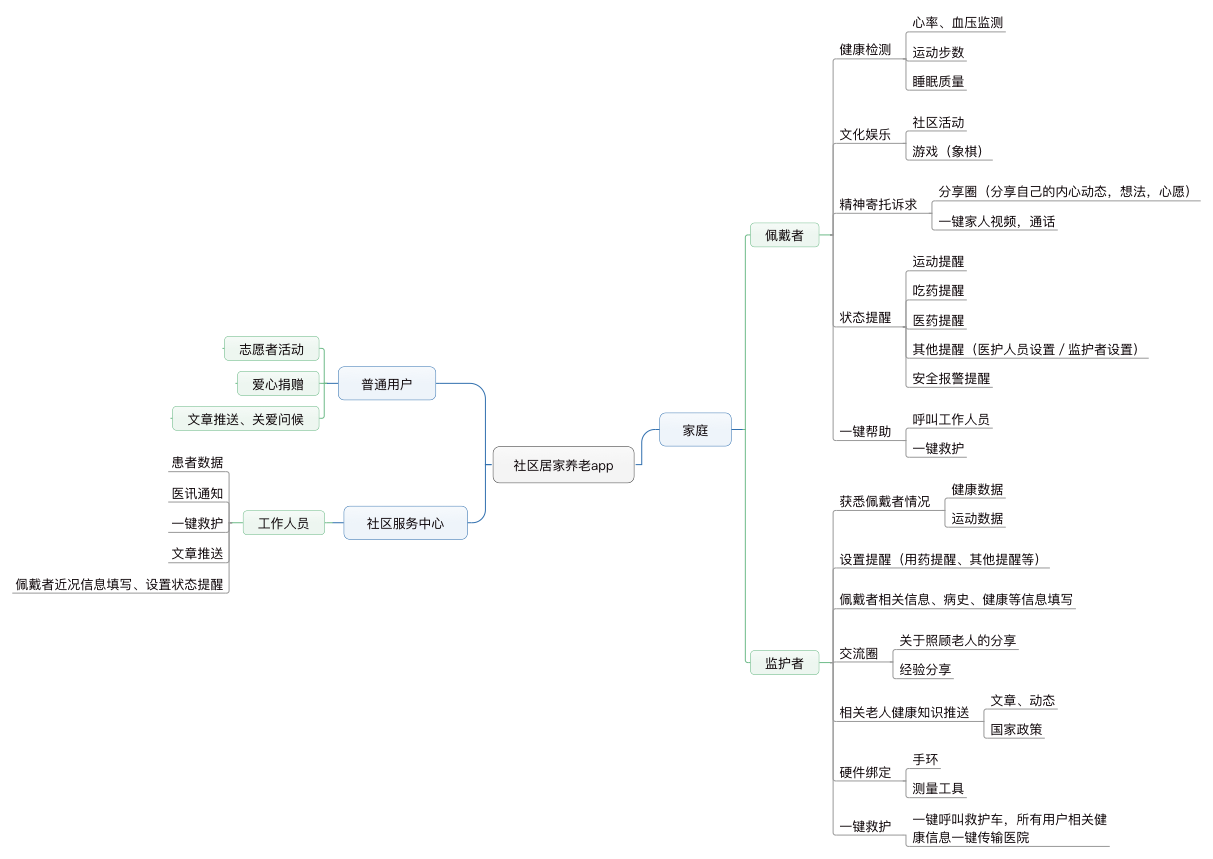 社区居家养老app
家庭
佩戴者
健康检测
心率、血压监测
运动步数
睡眠质量
文化娱乐
社区活动
游戏（象棋）
精神寄托诉求
分享圈（分享自己的内心动态，想法，心愿）
一键家人视频，通话
状态提醒
运动提醒
吃药提醒
医药提醒
其他提醒（医护人员设置 / 监护者设置）
安全报警提醒
一键帮助
呼叫工作人员
一键救护
监护者
获悉佩戴者情况
健康数据
运动数据
设置提醒（用药提醒、其他提醒等）
佩戴者相关信息、病史、健康等信息填写
交流圈
关于照顾老人的分享
经验分享
相关老人健康知识推送
文章、动态
国家政策
硬件绑定
手环
测量工具
一键救护
一键呼叫救护车，所有用户相关健
康信息一键传输医院
普通用户
志愿者活动
爱心捐赠
文章推送、关爱问候
社区服务中心
工作人员
患者数据
医讯通知
一键救护
文章推送
佩戴者近况信息填写、设置状态提醒